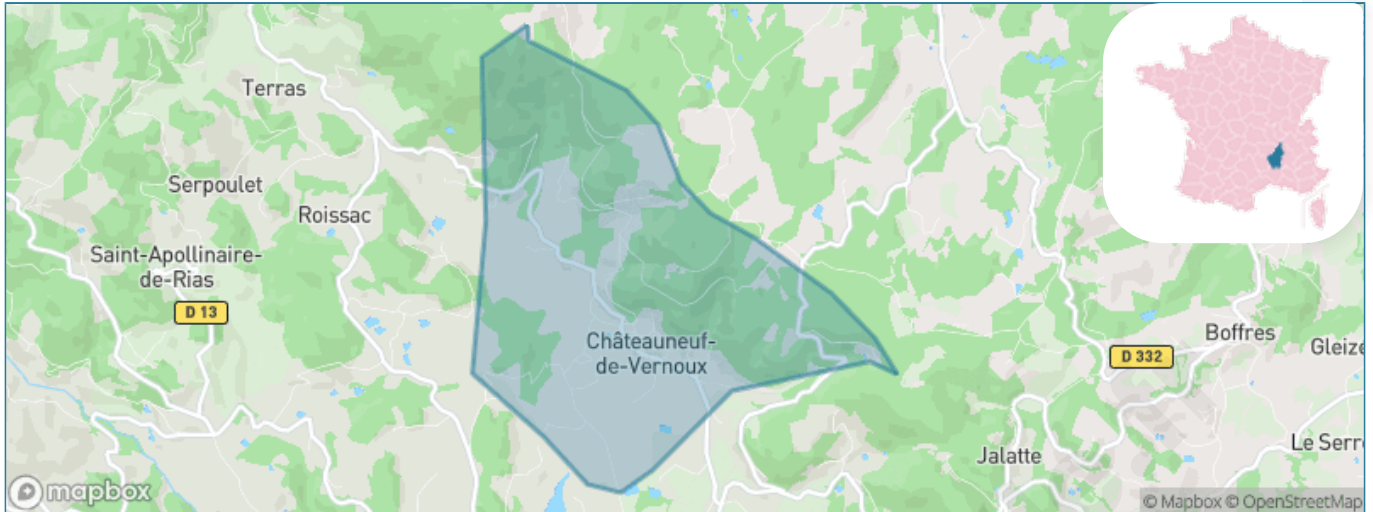 Terras
Serpoulet
Roissac
Saint-Apollinaire-
de-Rias
D 13
Châteauneuf-
de-Vernoux
Boffres
D 332
Gleize
Jalatte
Le Serre
mapbox
© Mapbox © OpenStreetMap